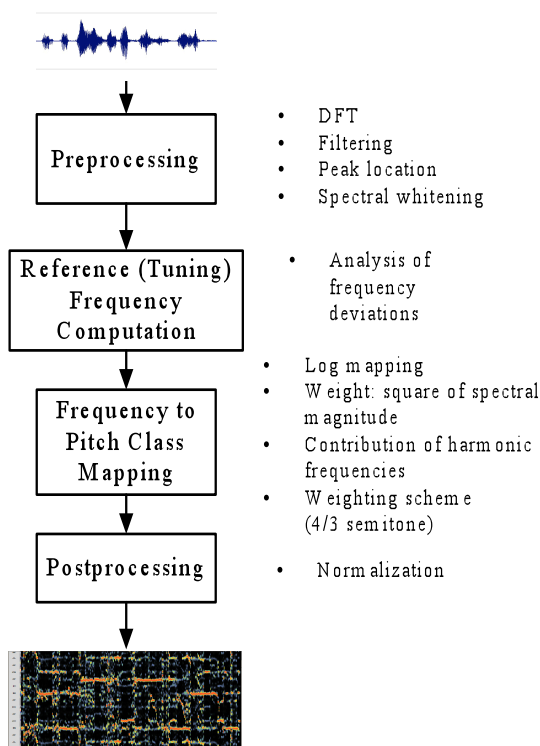 Preprocessing
• DFT
• Filtering
• Peak location
• Spectral whitening
Reference (Tuning)
Frequency
Computation
• Analysis of
frequency
deviations
Frequency to
Pitch Class
Mapping
• Log mapping
• Weight: square of spectral
magnitude
• Contribution of harmonic
frequencies
• Weighting scheme
(4/3 semitone)
Postprocessing
• Normalization